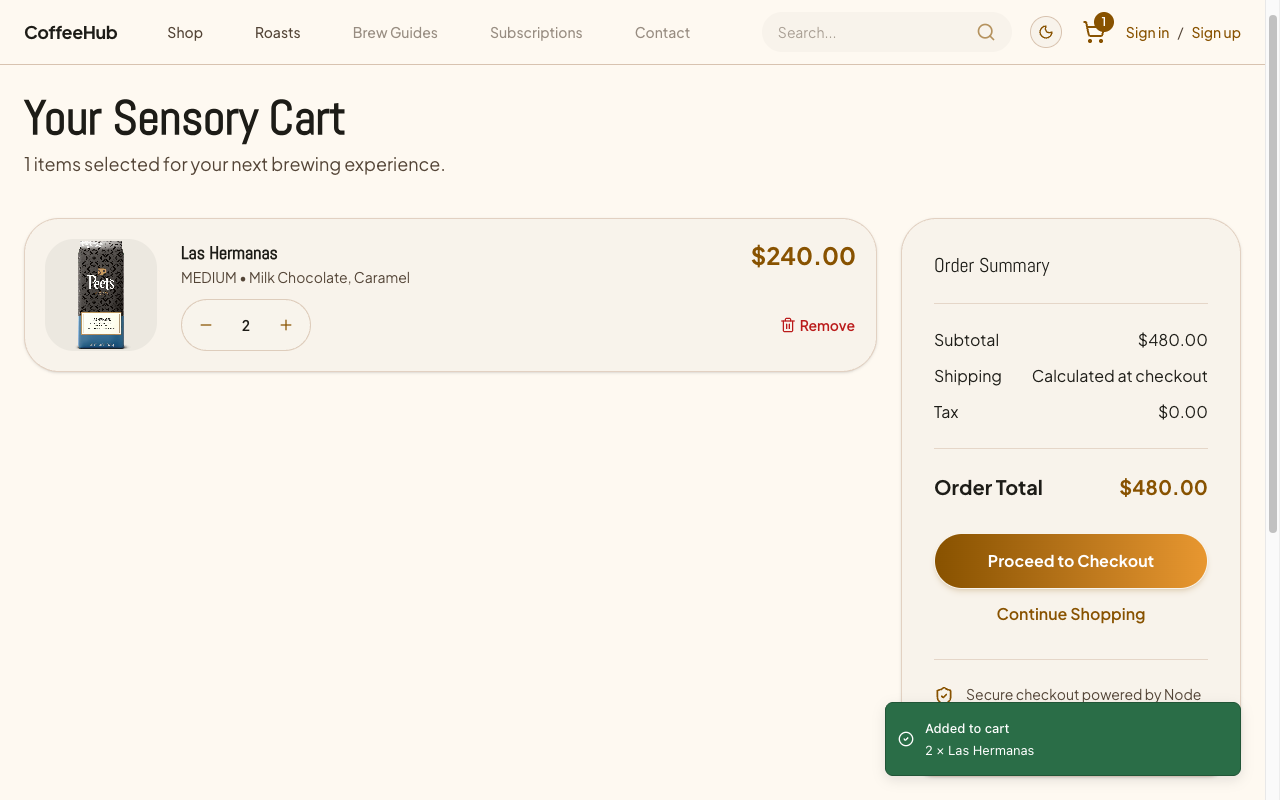 CoffeeHub Shop Roasts Brew Guides Subscriptions Contact Search... 1 Sign in / Sign up
Your Sensory Cart
1 items selected for your next brewing experience.
Peet's
Las Hermanas
MEDIUM • Milk Chocolate, Caramel
$240.00
− 2 +
Remove
Order Summary
Subtotal $480.00
Shipping Calculated at checkout
Tax $0.00
Order Total $480.00
Proceed to Checkout
Continue Shopping
Secure checkout powered by Node
Added to cart
2 × Las Hermanas